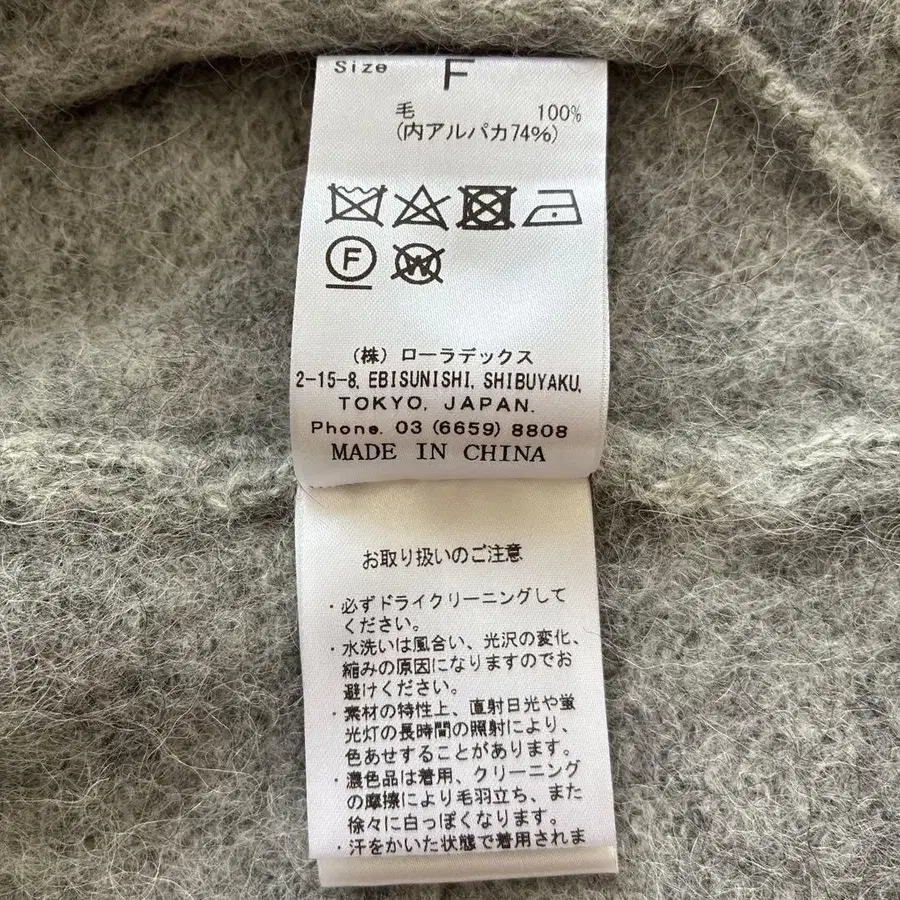 Size F
毛 100%
(内アルパカ74%)
F
W
(株) ローラデックス
2-15-8, EBISUNISHI, SHIBUYAKU,
TOKYO, JAPAN.
Phone. 03 (6659) 8808
MADE IN CHINA
お取り扱いのご注意
・必ずドライクリーニングして
ください。
・水洗いは風合い、光沢の変化、
縮みの原因になりますのでお
避けください。
・素材の特性上、直射日光や蛍
光灯の長時間の照射により、
色あせすることがあります。
・濃色品は着用、クリーニング
の摩擦により毛羽立ち、また
徐々に白っぽくなります。
・汗をかいた状態で着用されま